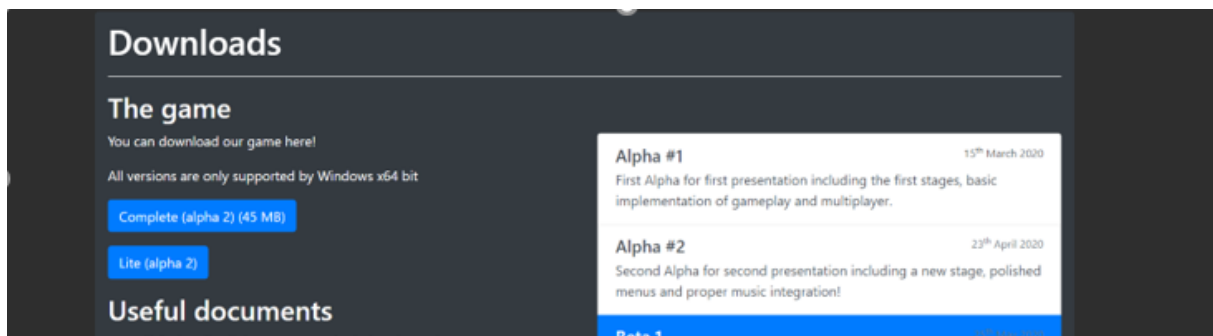 Downloads
The game
You can download our game here!
All versions are only supported by Windows x64 bit
Complete (alpha 2) (45 MB)
Lite (alpha 2)
Useful documents
Alpha #1
15th March 2020
First Alpha for first presentation including the first stages, basic
implementation of gameplay and multiplayer.
Alpha #2
23th April 2020
Second Alpha for second presentation including a new stage, polished
menus and proper music integration!
Beta 1